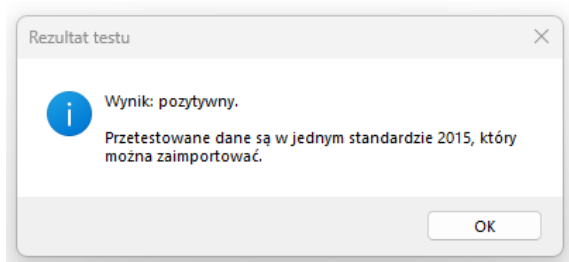 Rezultat testu
Wynik: pozytywny.
Przetestowane dane są w jednym standardzie 2015, który
można zaimportować.
OK